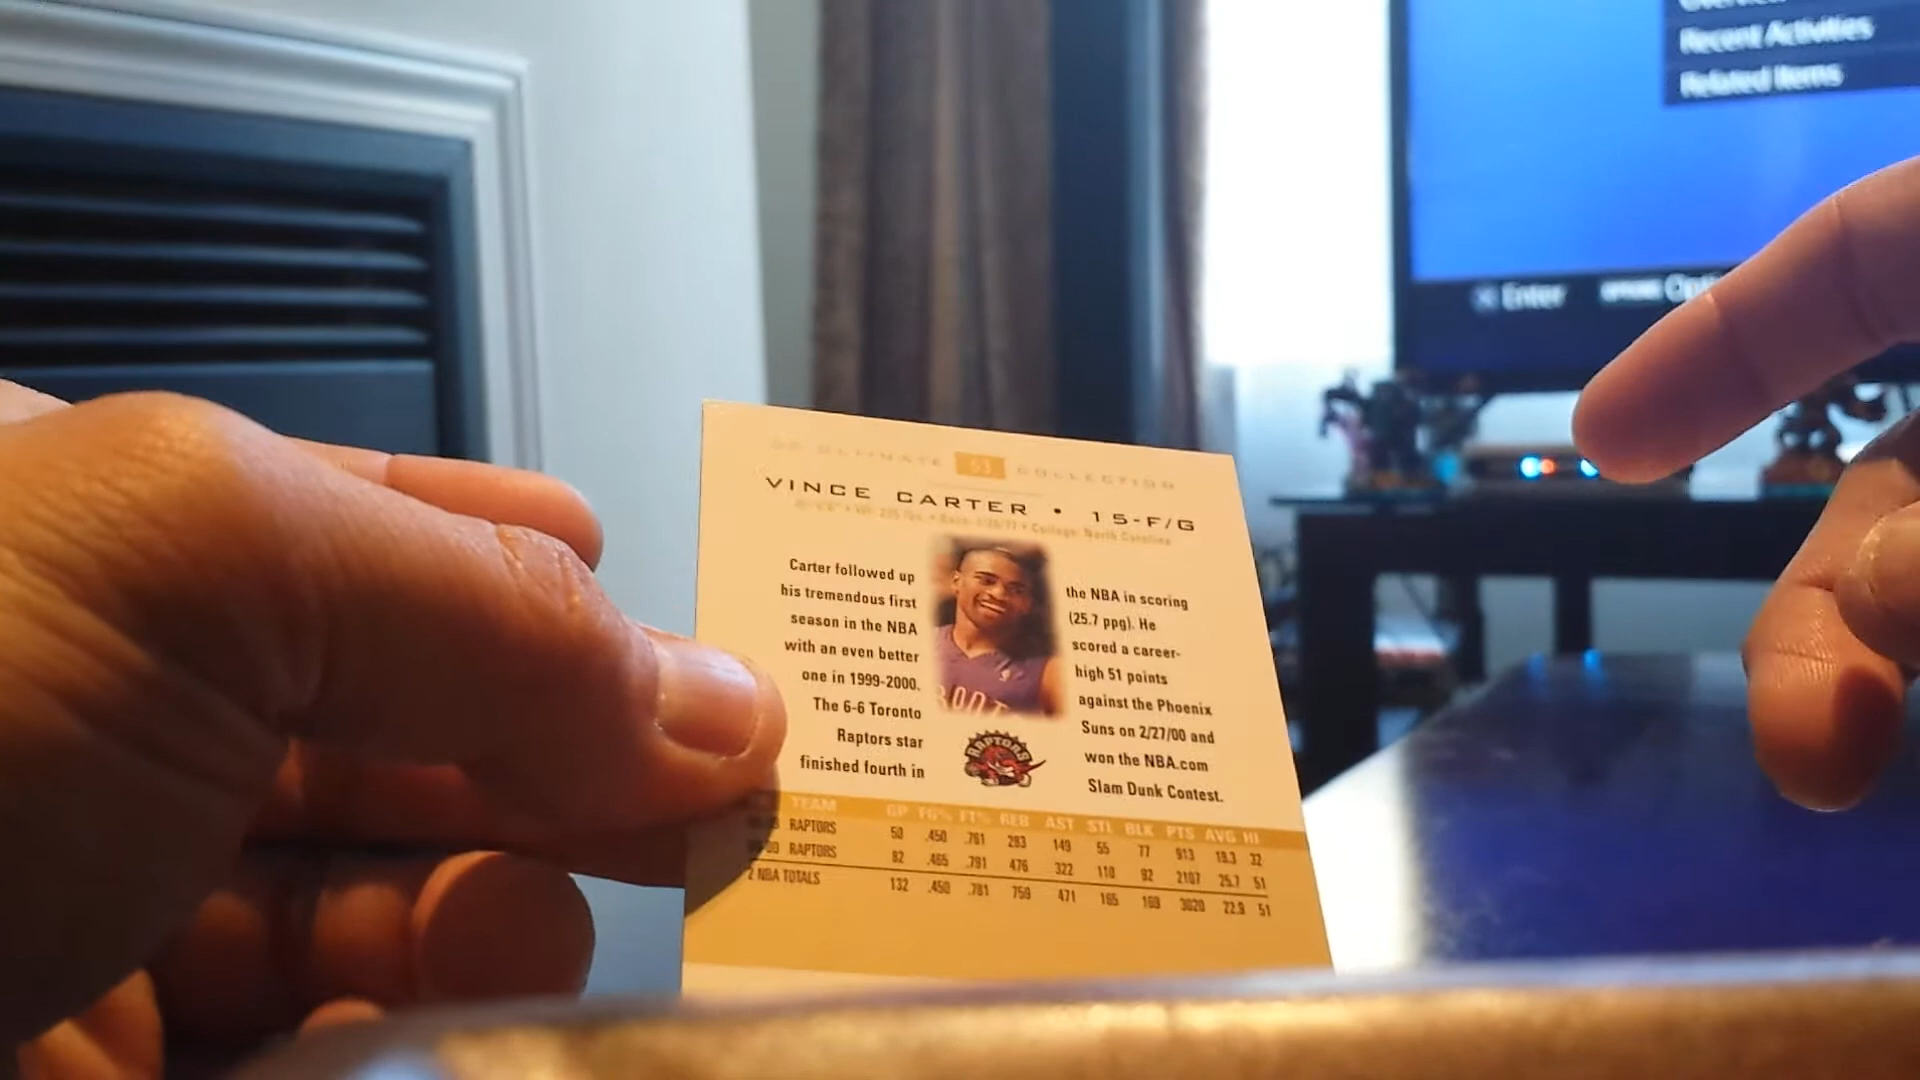 Recent Activities
Related Items
Enter
ULTIMATE 53 COLLECTION
VINCE CARTER • 15-F/G
College: North Carolina
Carter followed up
his tremendous first
season in the NBA
with an even better
one in 1999-2000.
The 6-6 Toronto
Raptors star
finished fourth in
the NBA in scoring
(25.7 ppg). He
scored a career-
high 51 points
against the Phoenix
Suns on 2/27/00 and
won the NBA.com
Slam Dunk Contest.
RAPTORS
TEAM GP FG% FT% REB AST STL BLK PTS AVG HI
RAPTORS 50 .450 .761 283 149 55 77 913 18.3 32
RAPTORS 82 .465 .791 476 322 110 92 2107 25.7 51
2 NBA TOTALS 132 .450 .781 759 471 165 169 3020 22.9 51